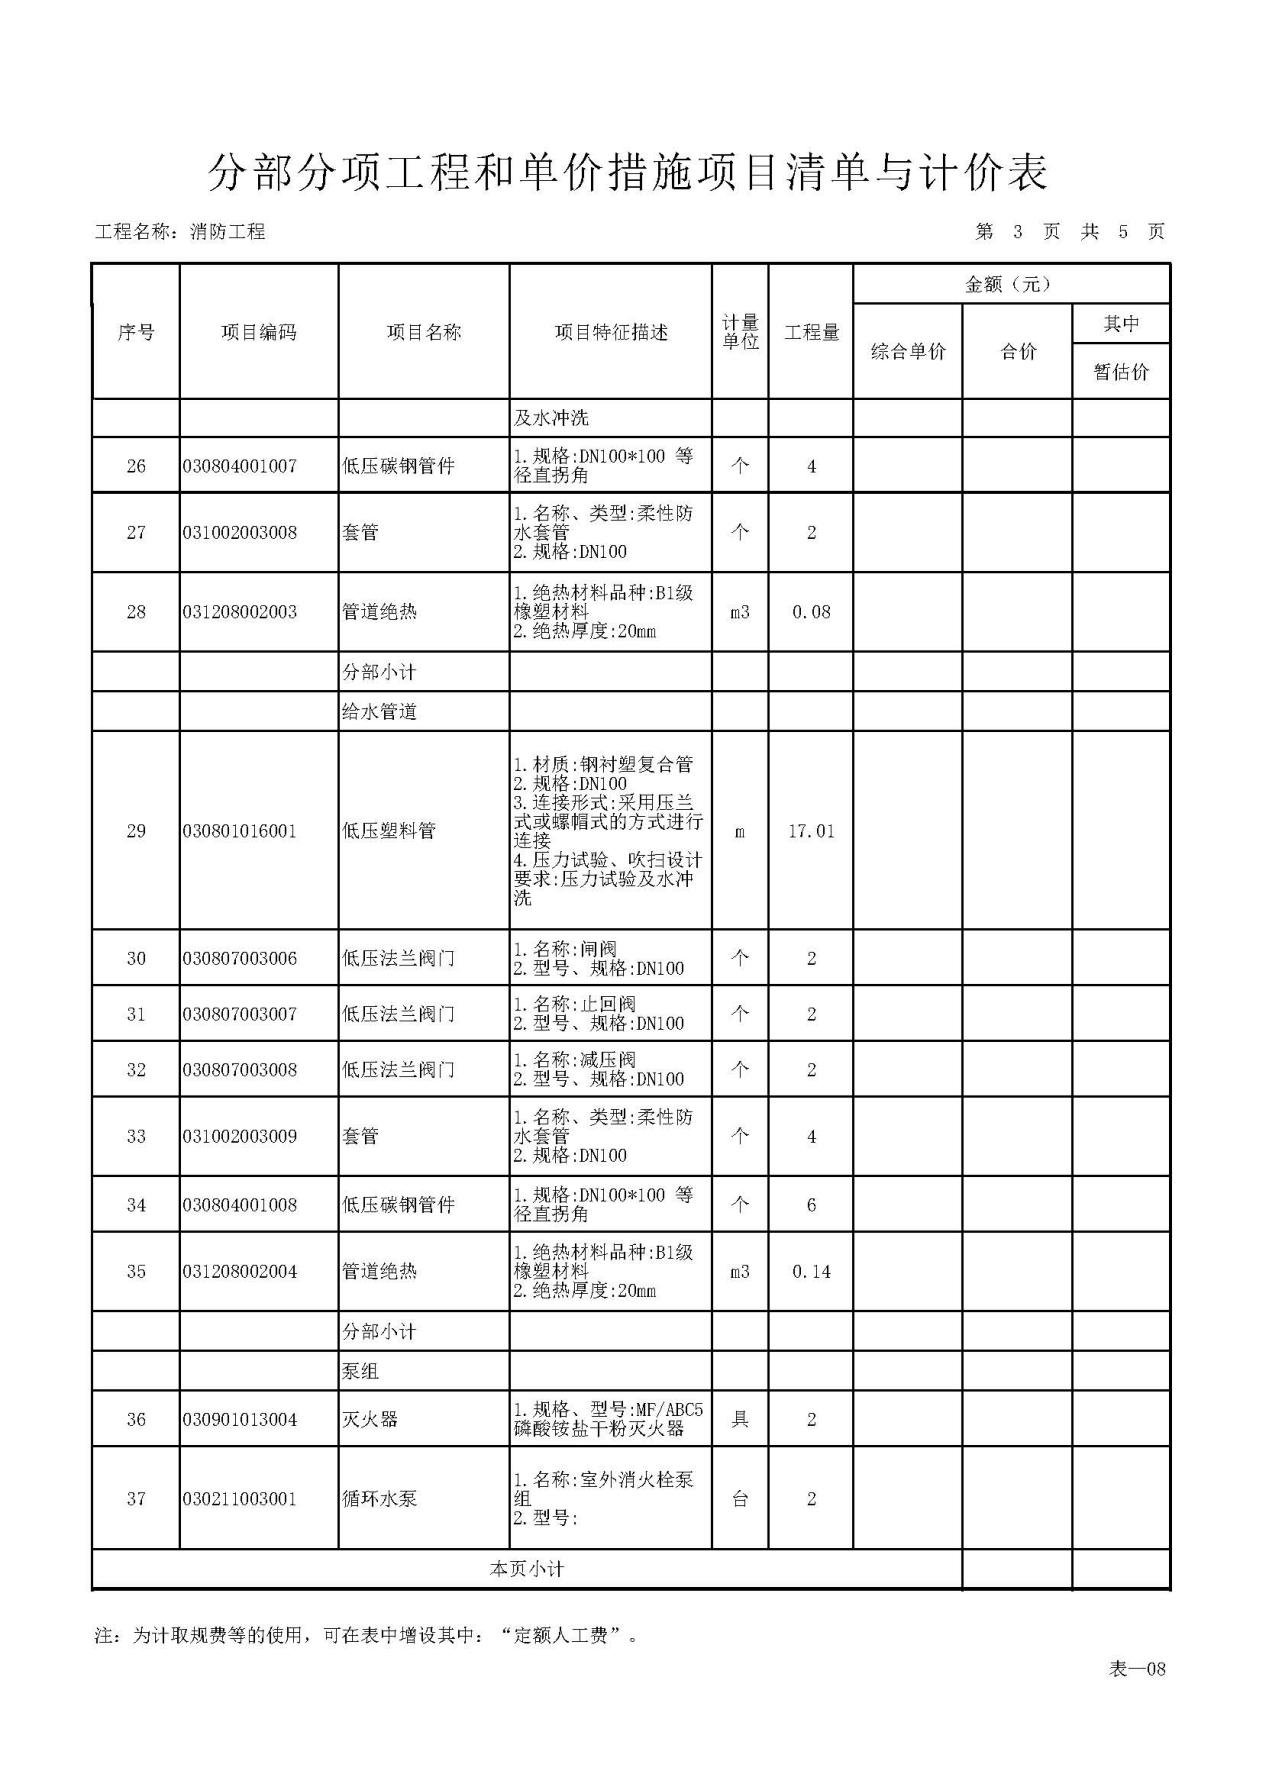 分部分项工程和单价措施项目清单与计价表
工程名称：消防工程 第 3 页 共 5 页
序号 项目编码 项目名称 项目特征描述 计量单位 工程量 金额（元）
综合单价 合价 其中
暂估价
及水冲洗
26 030804001007 低压碳钢管件 1.规格:DN100*100 等
径直拐角 个 4
27 031002003008 套管 1.名称、类型:柔性防
水套管
2.规格:DN100 个 2
28 031208002003 管道绝热 1.绝热材料品种:B1级
橡塑材料
2.绝热厚度:20mm m3 0.08
分部小计
给水管道
29 030801016001 低压塑料管 1.材质:钢衬塑复合管
2.规格:DN100
3.连接形式:采用压兰
式或螺帽式的方式进行
连接
4.压力试验、吹扫设计
要求:压力试验及水冲
洗 m 17.01
30 030807003006 低压法兰阀门 1.名称:闸阀
2.型号、规格:DN100 个 2
31 030807003007 低压法兰阀门 1.名称:止回阀
2.型号、规格:DN100 个 2
32 030807003008 低压法兰阀门 1.名称:减压阀
2.型号、规格:DN100 个 2
33 031002003009 套管 1.名称、类型:柔性防
水套管
2.规格:DN100 个 4
34 030804001008 低压碳钢管件 1.规格:DN100*100 等
径直拐角 个 6
35 031208002004 管道绝热 1.绝热材料品种:B1级
橡塑材料
2.绝热厚度:20mm m3 0.14
分部小计
泵组
36 030901013004 灭火器 1.规格、型号:MF/ABC5
磷酸铵盐干粉灭火器 具 2
37 030211003001 循环水泵 1.名称:室外消火栓泵
组
2.型号: 台 2
本页小计
注：为计取规费等的使用，可在表中增设其中：“定额人工费”。
表—08